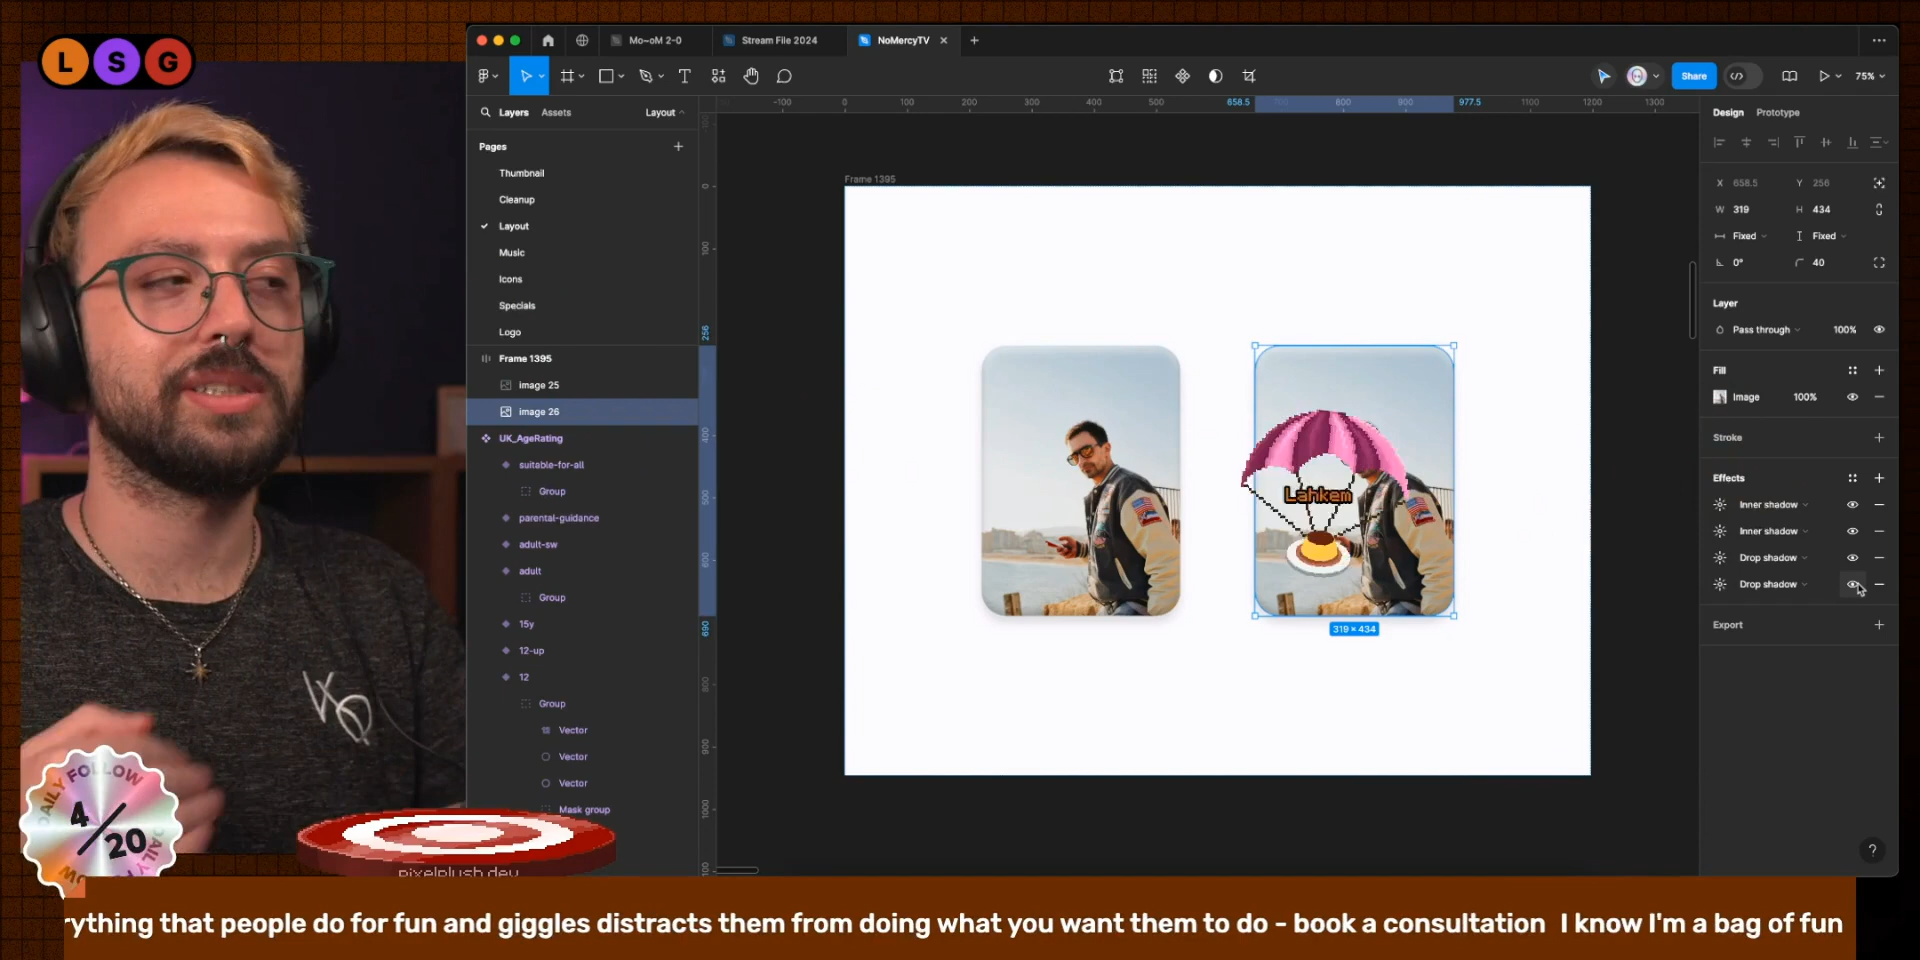 L S G
Mo~oM 2-0
Stream File 2024
NoMercyTV
Share
75%
Layers
Assets
Layout
Pages
Thumbnail
Cleanup
Layout
Music
Icons
Specials
Logo
Frame 1395
image 25
image 26
UK_AgeRating
suitable-for-all
Group
parental-guidance
adult-sw
adult
Group
15y
12-up
12
Group
Vector
Vector
Vector
Mask group
-100 0 100 200 300 400 500 658.5 800 900 977.5 1100 1200 1300
0
100
256
400
500
600
690
800
900
1000
Frame 1395
Lahkem
319 × 434
Design
Prototype
X 658.5 Y 256
W 319 H 434
Fixed Fixed
0° 40
Layer
Pass through 100%
Fill
Image 100%
Stroke
Effects
Inner shadow
Inner shadow
Drop shadow
Drop shadow
Export
?
DAILY FOLLOW
4/20
pixelplush.dev
rything that people do for fun and giggles distracts them from doing what you want them to do - book a consultation I know I'm a bag of fun